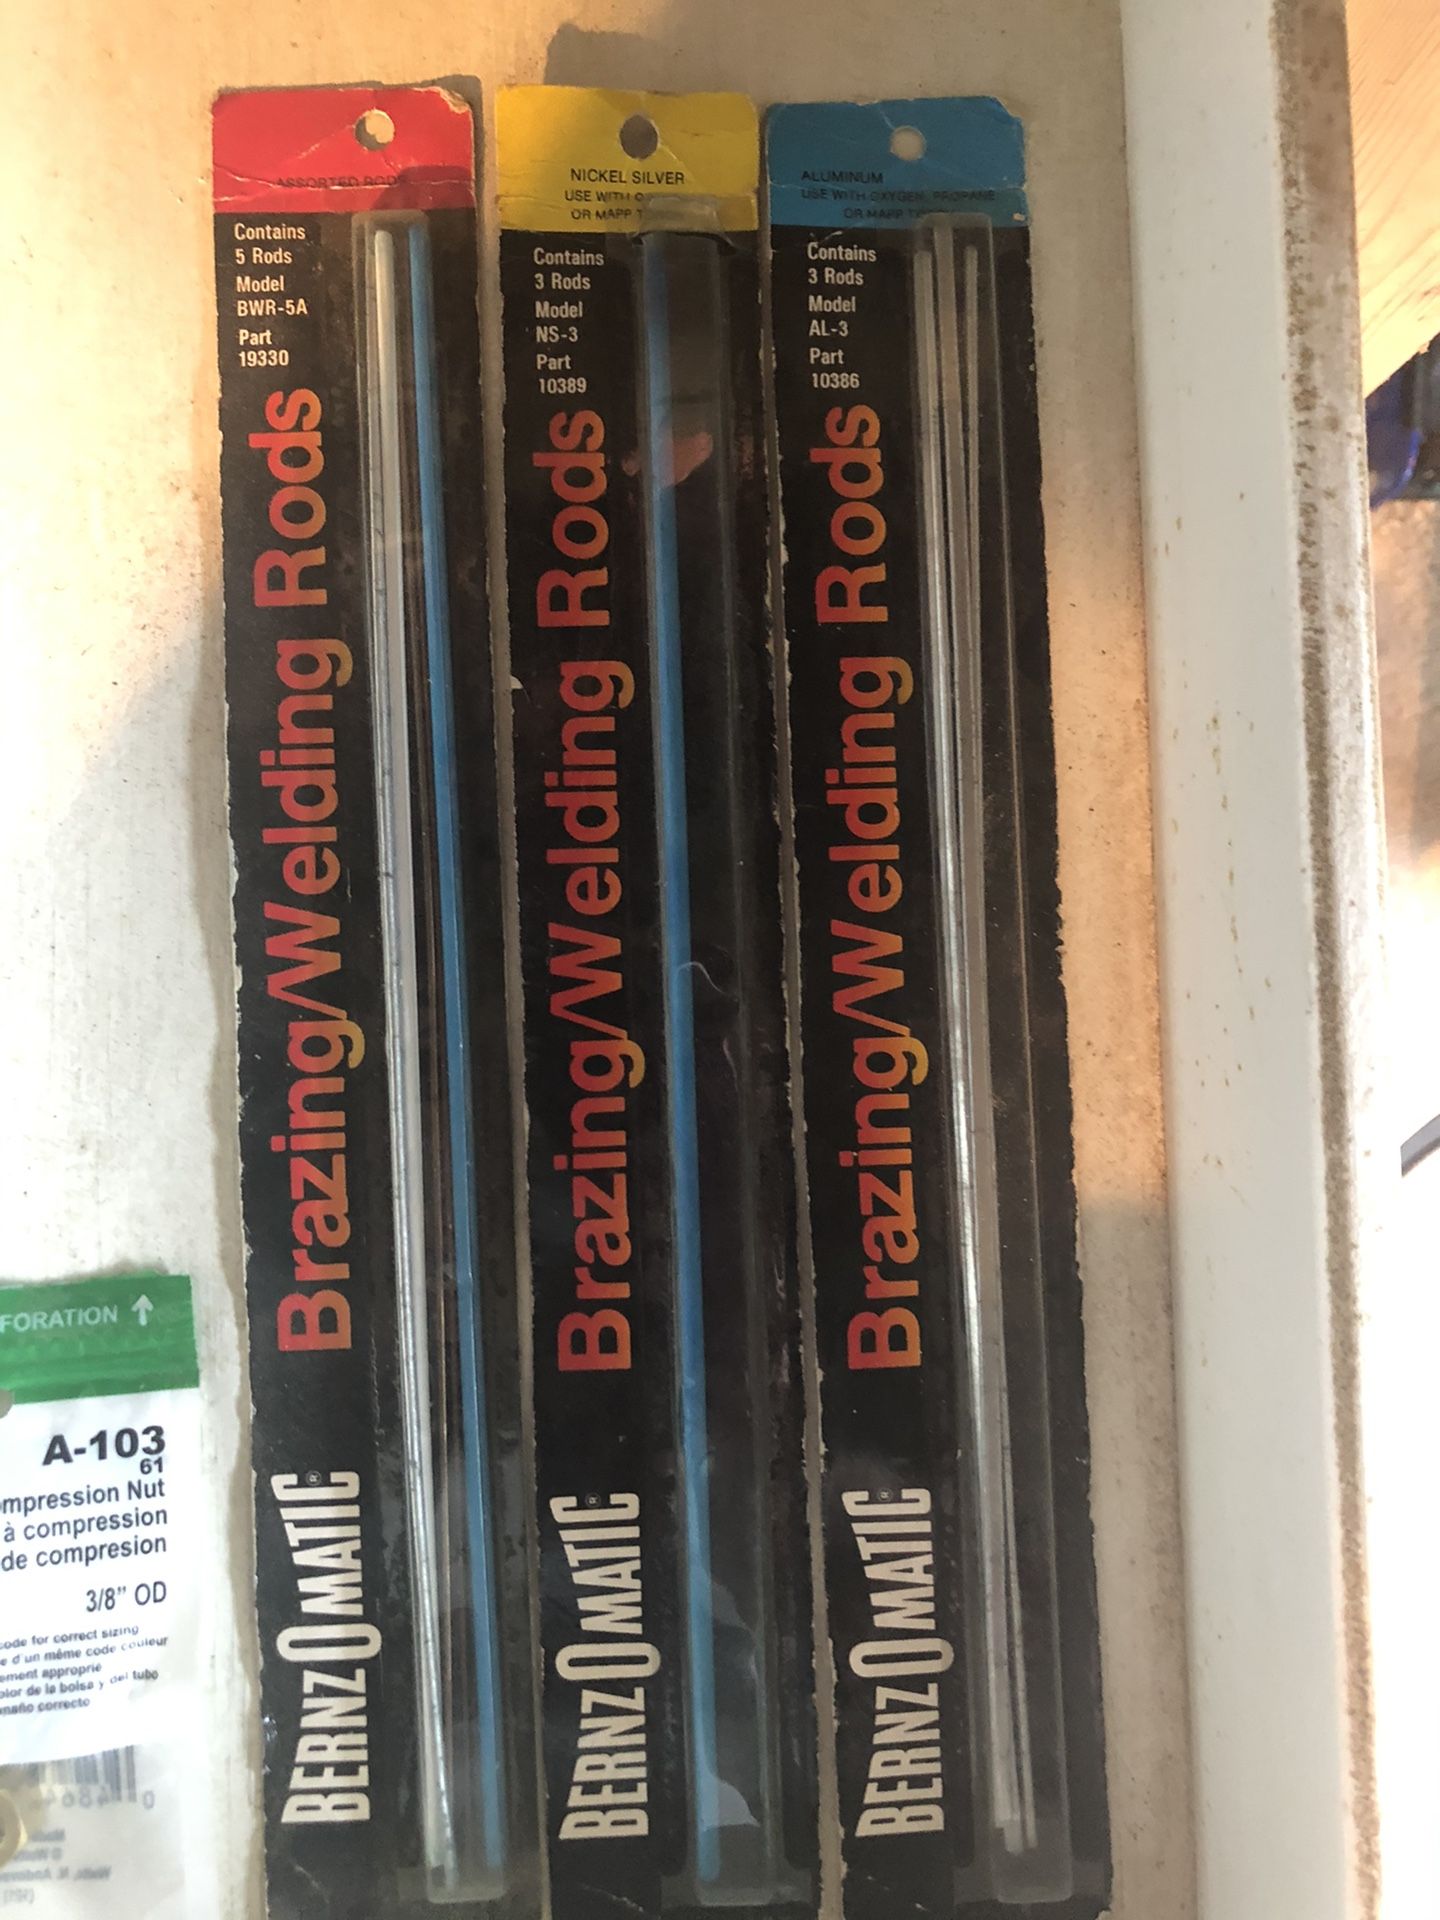 ASSORTED RODS
Contains
5 Rods
Model
BWR-5A
Part
19330
Brazing/Welding Rods
BERNZOMATIC®
NICKEL SILVER
USE WITH
OR MAPP
Contains
3 Rods
Model
NS-3
Part
10389
Brazing/Welding Rods
BERNZOMATIC®
ALUMINUM
USE WITH OXYGEN, PROPANE
OR MAPP
Contains
3 Rods
Model
AL-3
Part
10386
Brazing/Welding Rods
BERNZOMATIC®
FORATION ↑
A-103
61
mpression Nut
à compression
de compresion
3/8" OD
code for correct sizing
e d'un même code couleur
ement approprié
olor de la bolsa y del tubo
maño correcto